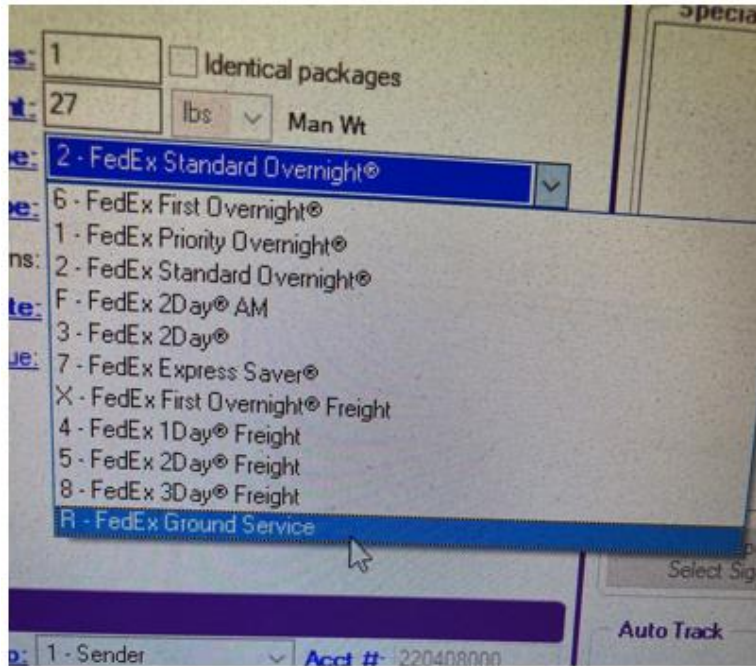 Specia
s: 1 Identical packages
t: 27 lbs Man Wt
pe: 2 - FedEx Standard Overnight®
pe: 6 - FedEx First Overnight®
1 - FedEx Priority Overnight®
ns: 2 - FedEx Standard Overnight®
te: F - FedEx 2Day® AM
3 - FedEx 2Day®
ue: 7 - FedEx Express Saver®
X - FedEx First Overnight® Freight
4 - FedEx 1Day® Freight
5 - FedEx 2Day® Freight
8 - FedEx 3Day® Freight
R - FedEx Ground Service
Select Sig
Auto Track
o: 1 - Sender Acct #: 220408000